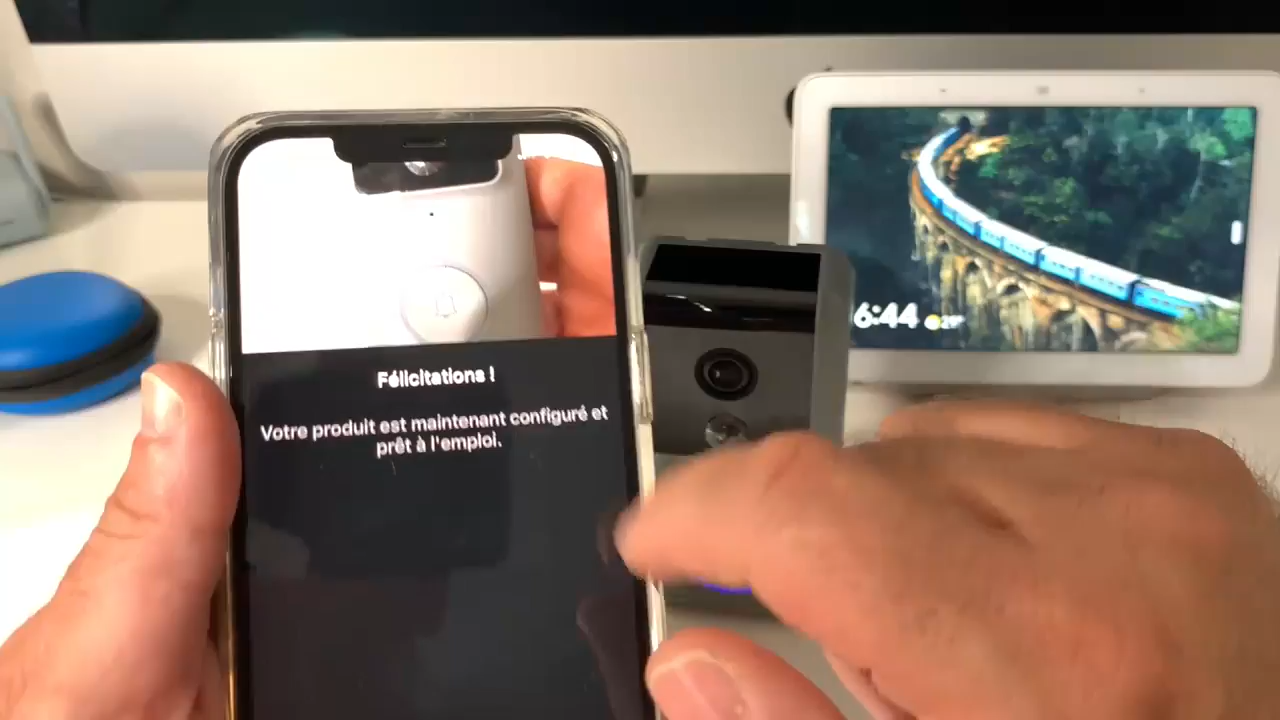 Félicitations !
Votre produit est maintenant configuré et
prêt à l'emploi.
6:44